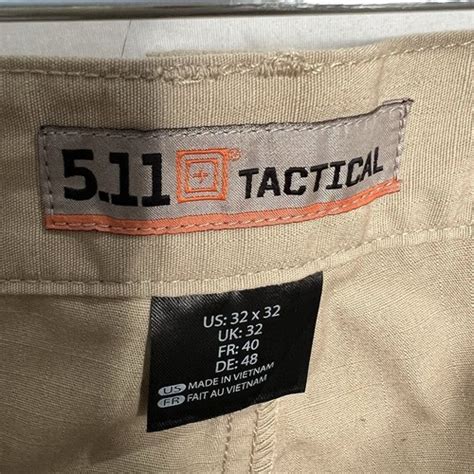 5.11 ® TACTICAL
US: 32 x 32
UK: 32
FR: 40
DE: 48
US MADE IN VIETNAM
FR FAIT AU VIETNAM